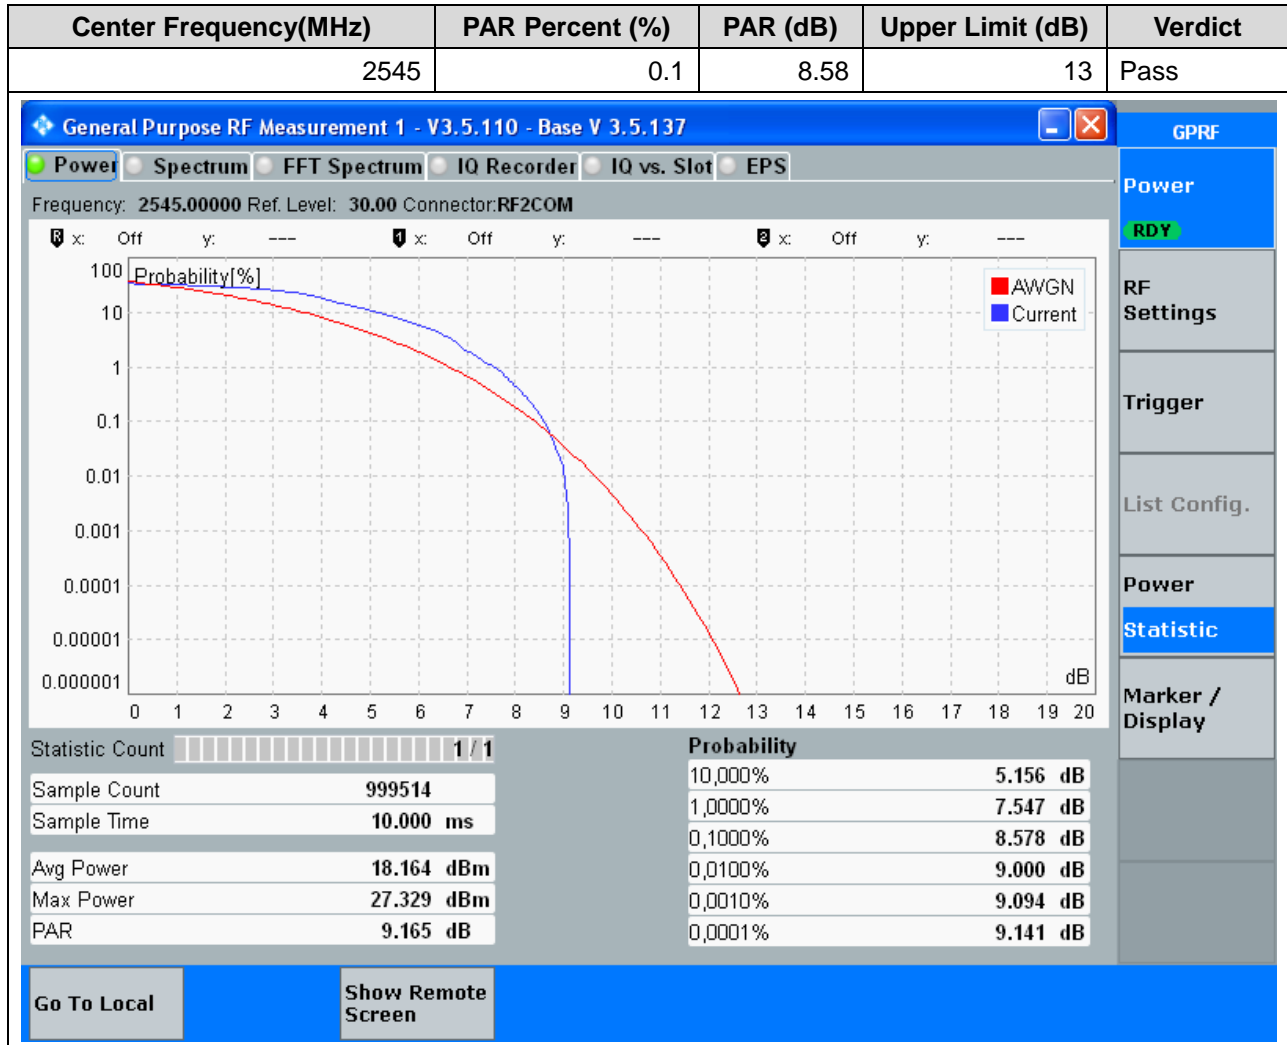 Center Frequency(MHz) PAR Percent (%) PAR (dB) Upper Limit (dB) Verdict
2545 0.1 8.58 13 Pass
General Purpose RF Measurement 1 - V3.5.110 - Base V 3.5.137
GPRF
Power Spectrum FFT Spectrum IQ Recorder IQ vs. Slot EPS
Frequency: 2545.00000 Ref. Level: 30.00 Connector:RF2COM
R x: Off y: --- 1 x: Off y: --- 2 x: Off y: ---
Probability[%]
100
10
1
0.1
0.01
0.001
0.0001
0.00001
0.000001
AWGN
Current
dB
0 1 2 3 4 5 6 7 8 9 10 11 12 13 14 15 16 17 18 19 20
Statistic Count 1 / 1
Sample Count 999514
Sample Time 10.000 ms
Avg Power 18.164 dBm
Max Power 27.329 dBm
PAR 9.165 dB
Probability
10,000% 5.156 dB
1,0000% 7.547 dB
0,1000% 8.578 dB
0,0100% 9.000 dB
0,0010% 9.094 dB
0,0001% 9.141 dB
Power
RDY
RF
Settings
Trigger
List Config.
Power
Statistic
Marker /
Display
Go To Local
Show Remote
Screen